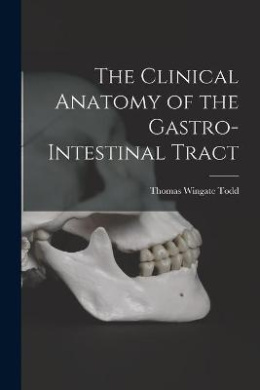 The Clinical
Anatomy of the
Gastro-
Intestinal Tract
Thomas Wingate Todd